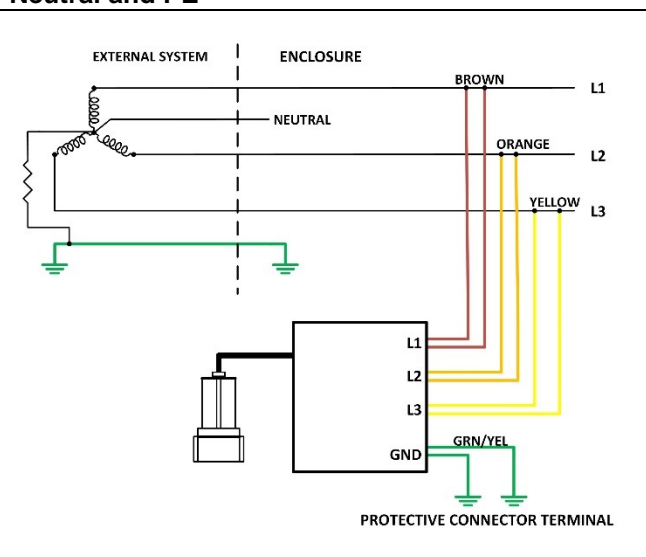 Neutral and PE
EXTERNAL SYSTEM
ENCLOSURE
BROWN
L1
NEUTRAL
ORANGE
L2
YELLOW
L3
L1
L2
L3
GRN/YEL
GND
PROTECTIVE CONNECTOR TERMINAL